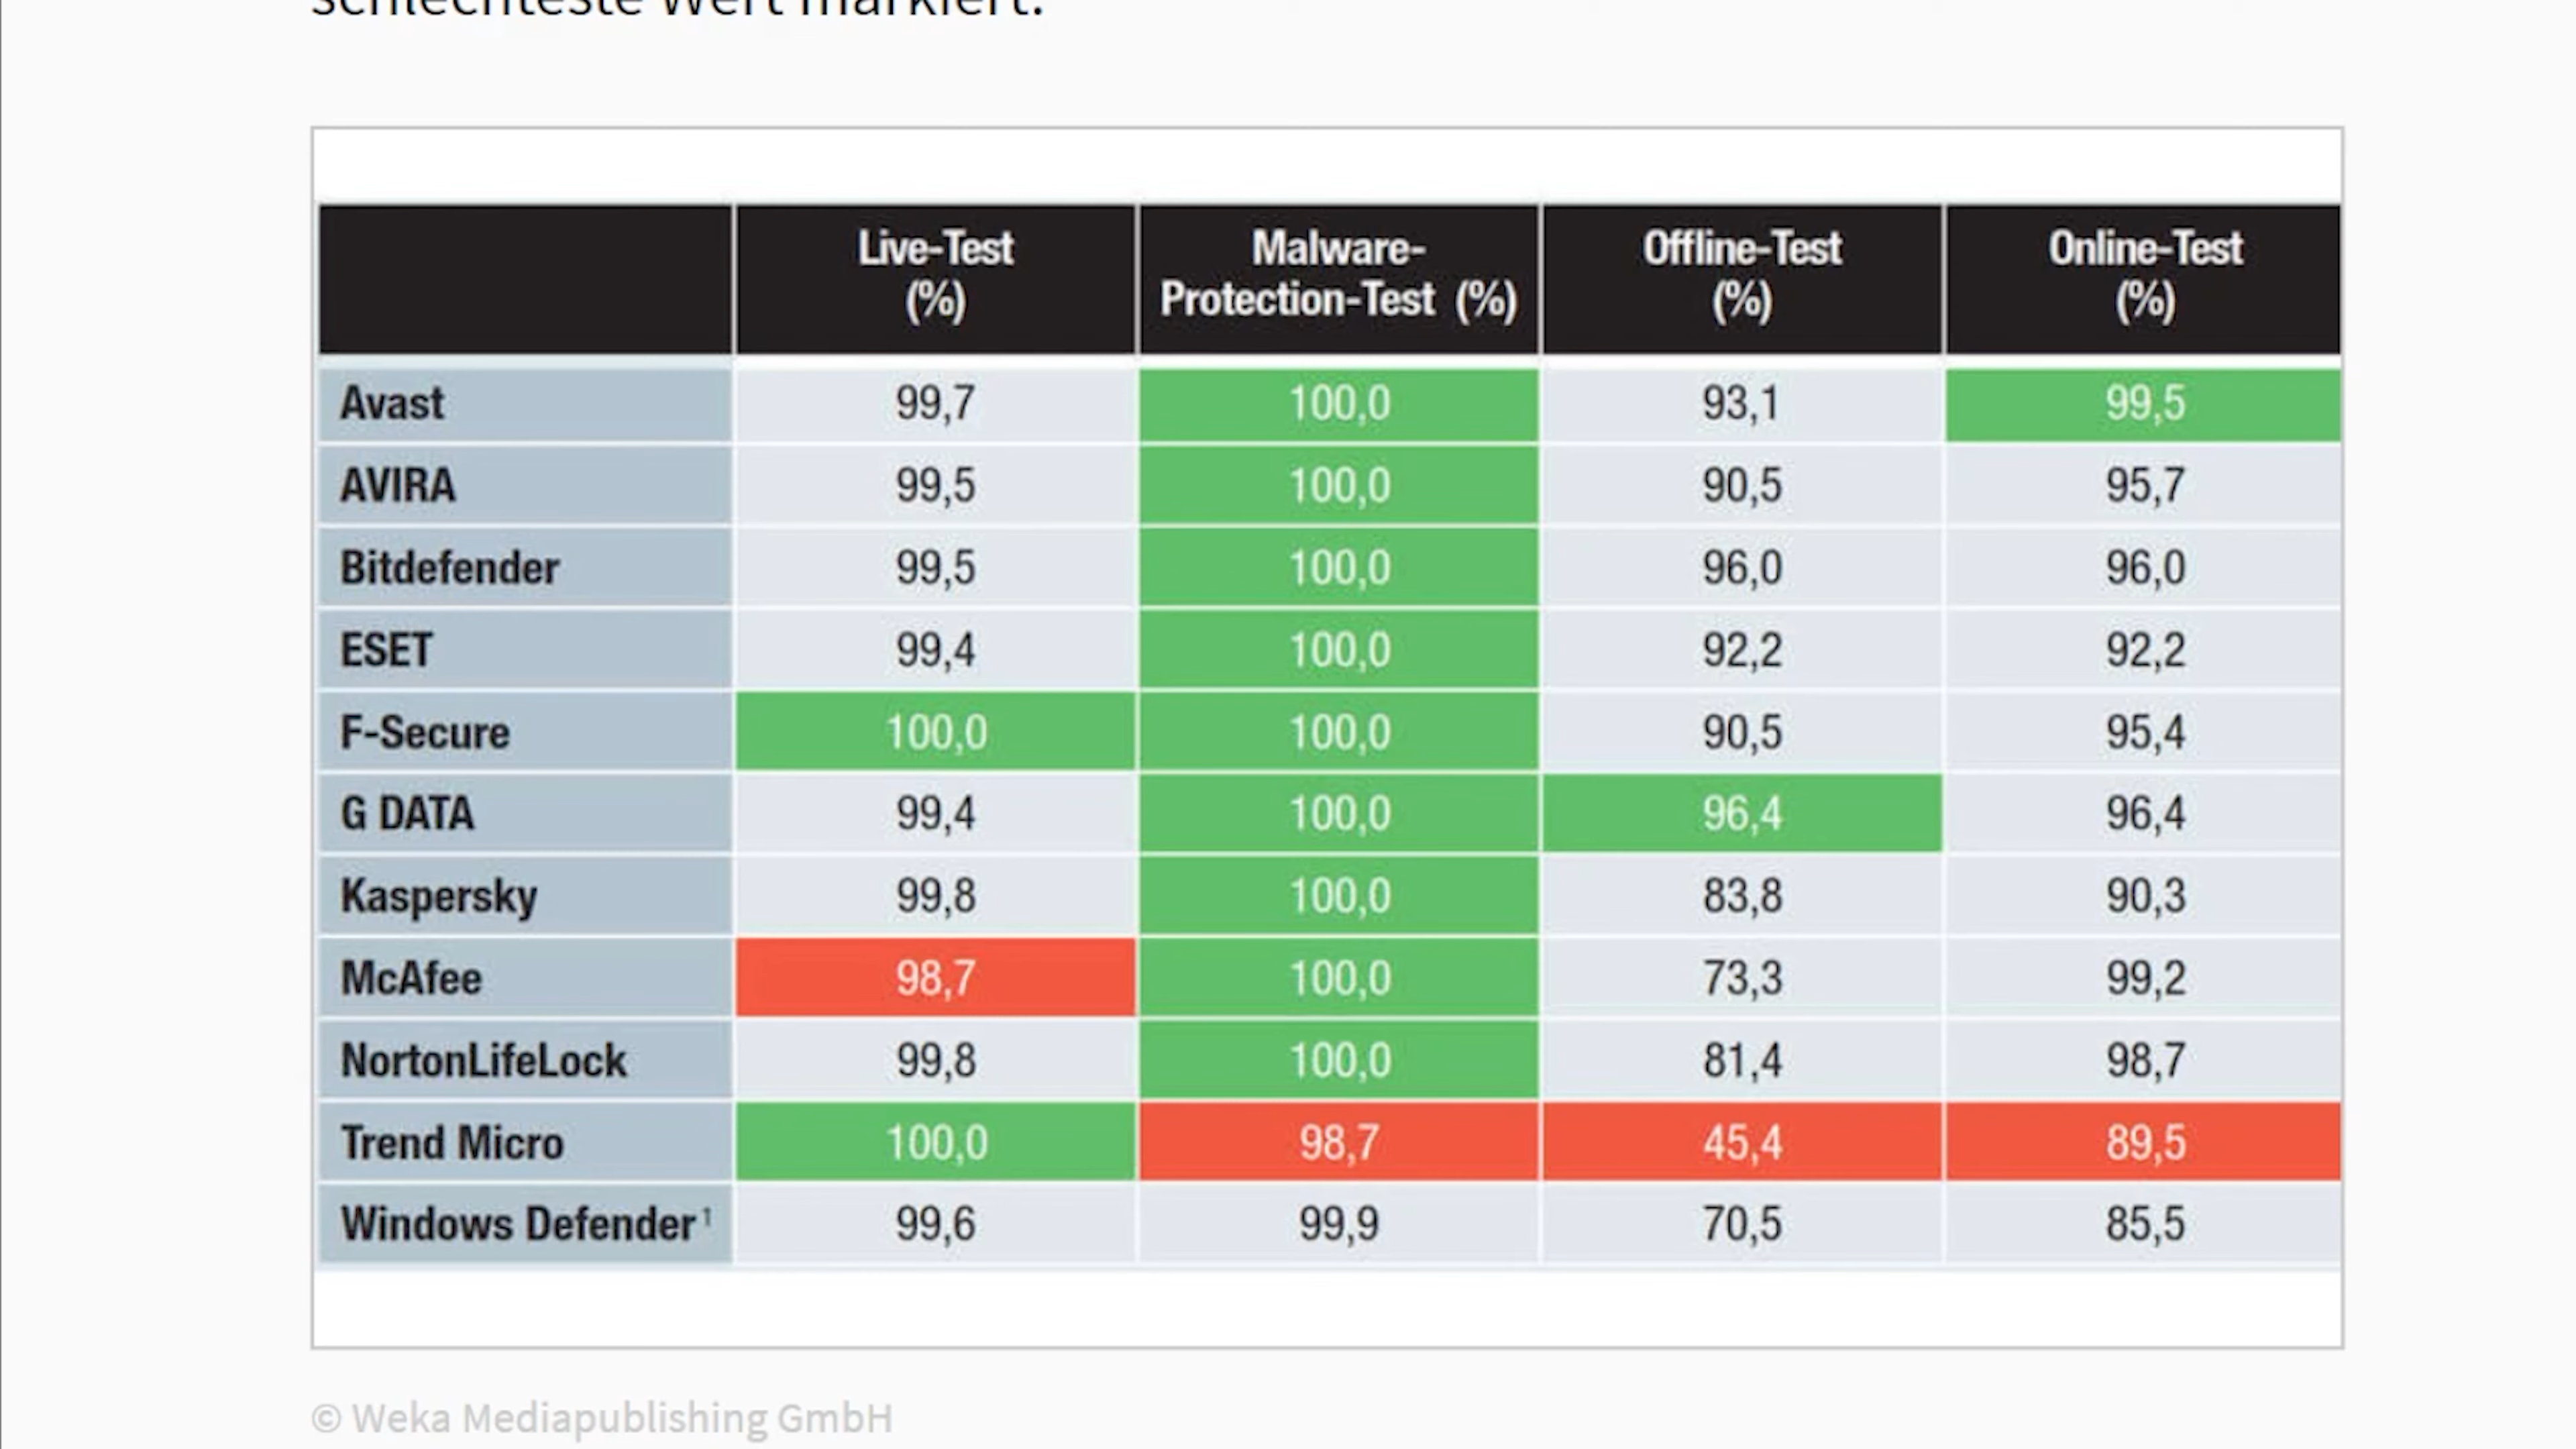 schlechteste Wert markiert.
Live-Test Malware- Offline-Test Online-Test
(%) Protection-Test (%) (%) (%)
Avast 99,7 100,0 93,1 99,5
AVIRA 99,5 100,0 90,5 95,7
Bitdefender 99,5 100,0 96,0 96,0
ESET 99,4 100,0 92,2 92,2
F-Secure 100,0 100,0 90,5 95,4
G DATA 99,4 100,0 96,4 96,4
Kaspersky 99,8 100,0 83,8 90,3
McAfee 98,7 100,0 73,3 99,2
NortonLifeLock 99,8 100,0 81,4 98,7
Trend Micro 100,0 98,7 45,4 89,5
Windows Defender¹ 99,6 99,9 70,5 85,5
© Weka Mediapublishing GmbH